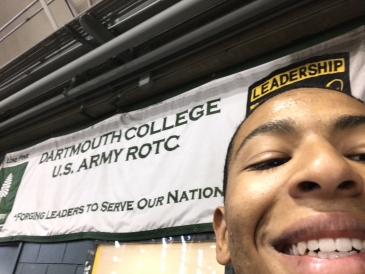 LEADERSHIP
DARTMOUTH COLLEGE
U.S. ARMY ROTC
"FORGING LEADERS TO SERVE OUR NATION